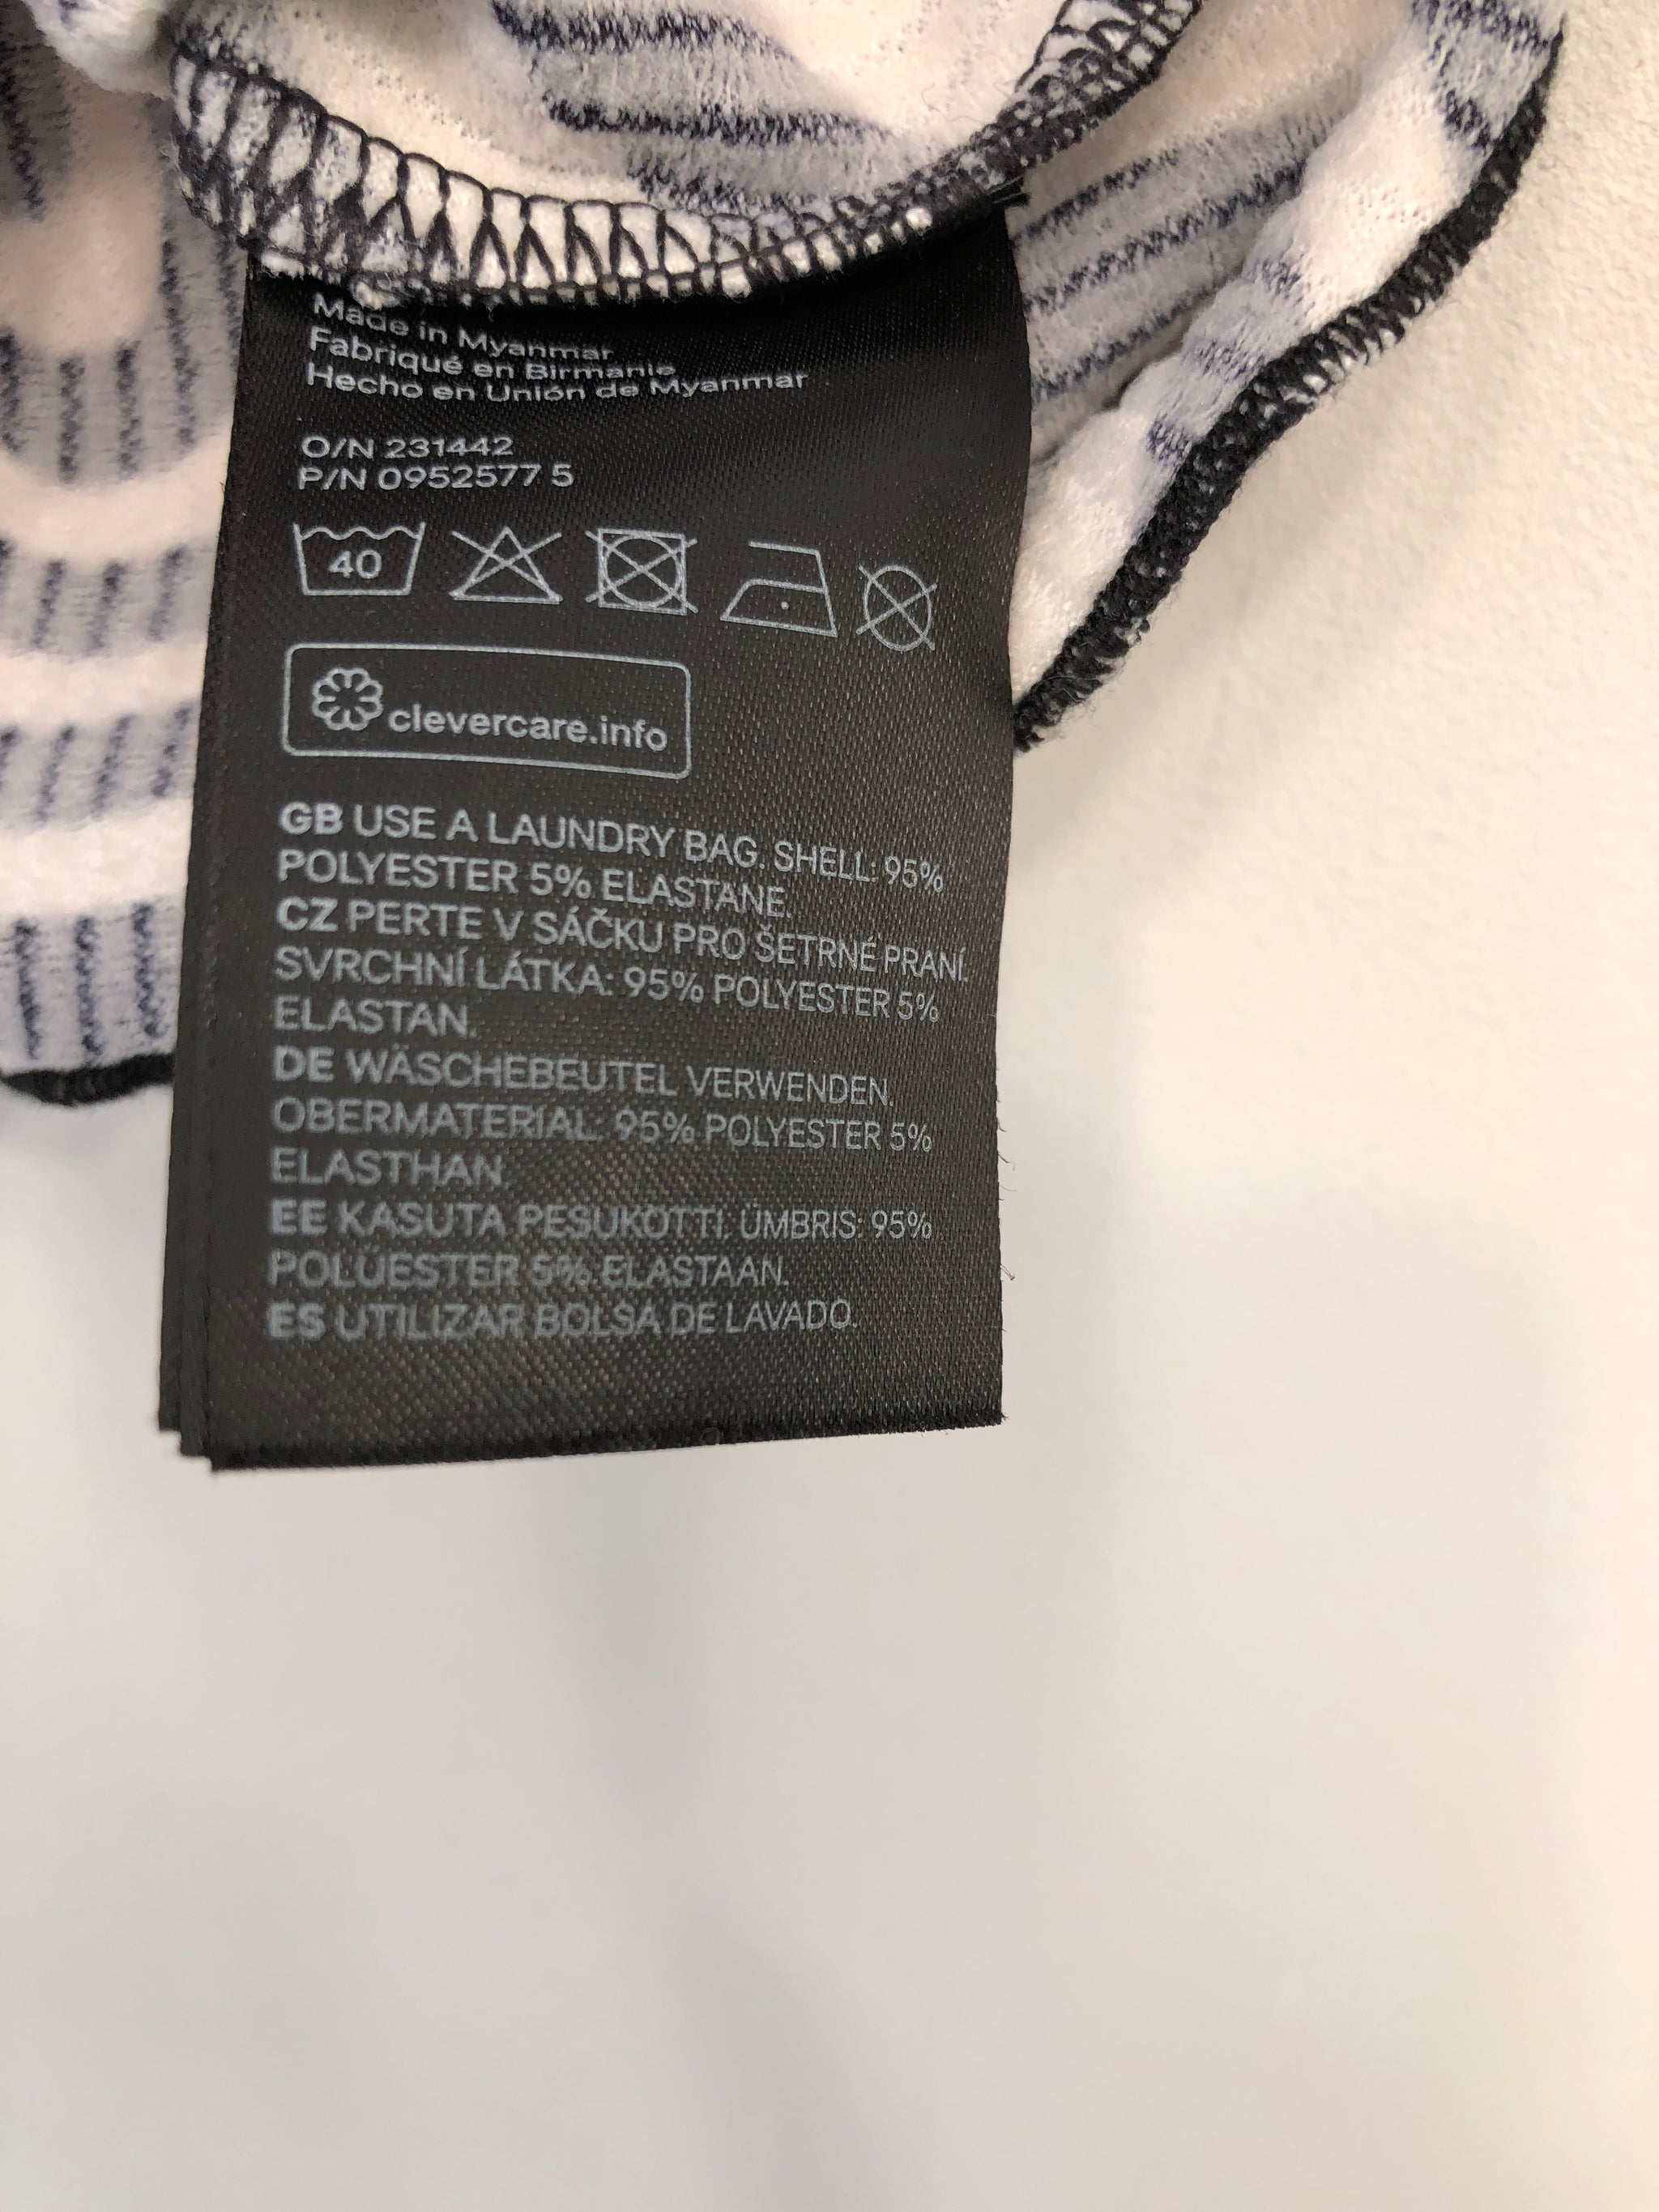 Made in Myanmar
Fabriqué en Birmanie
Hecho en Unión de Myanmar
O/N 231442
P/N 0952577 5
40
clevercare.info
GB USE A LAUNDRY BAG. SHELL: 95%
POLYESTER 5% ELASTANE.
CZ PERTE V SÁČKU PRO ŠETRNÉ PRANÍ.
SVRCHNÍ LÁTKA: 95% POLYESTER 5%
ELASTAN.
DE WÄSCHEBEUTEL VERWENDEN.
OBERMATERIAL: 95% POLYESTER 5%
ELASTHAN
EE KASUTA PESUKOTTI. ÜMBRIS: 95%
POLÜESTER 5% ELASTAAN.
ES UTILIZAR BOLSA DE LAVADO.